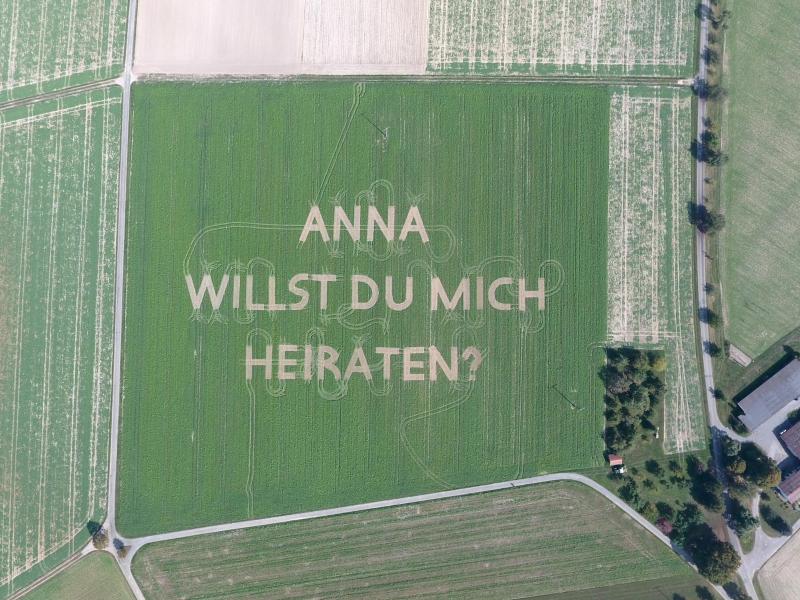 ANNA
WILLST DU MICH
HEIRATEN?